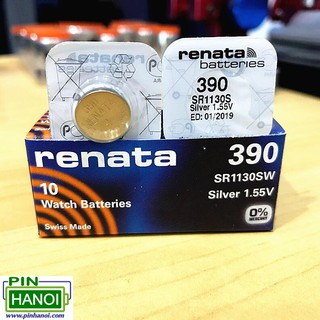 renata
batteries
390
SR1130S
Silver 1.55V
ED: 01/2019
renata
390
SR1130SW
Silver 1.55V
10
Watch Batteries
0%
MERCURY
Swiss Made
PIN
HANOI
www.pinhanoi.com